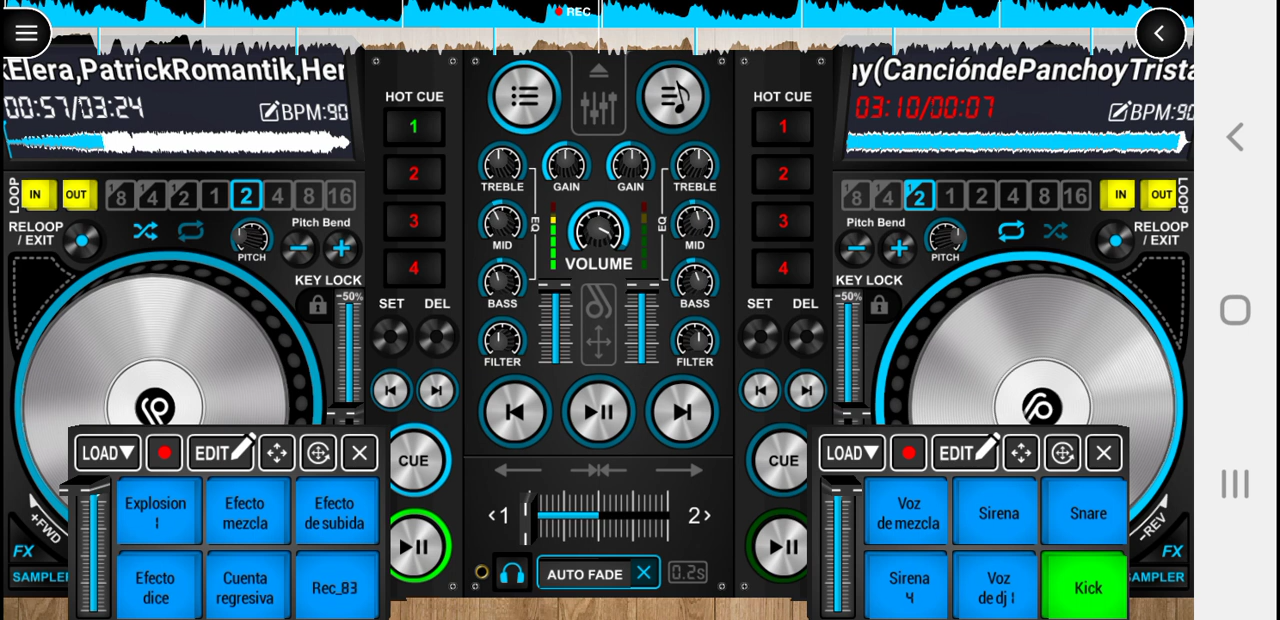 REC
kElera,PatrickRomantik,Her
00:57/03:24
BPM:90
HOT CUE
1
2
3
4
SET DEL
LOOP
IN OUT
1/8 1/4 1/2 1 2 4 8 16
RELOOP
/ EXIT
PITCH
Pitch Bend
KEY LOCK
-50%
TREBLE
GAIN
GAIN
TREBLE
MID
EQ
VOLUME
EQ
MID
BASS
BASS
FILTER
FILTER
HOT CUE
1
2
3
4
SET DEL
ny(CancióndePanchoyTrista
03:10/00:07
BPM:90
1/8 1/4 1/2 1 2 4 8 16
IN OUT
LOOP
Pitch Bend
PITCH
RELOOP
/ EXIT
KEY LOCK
-50%
LOAD▼
EDIT
Explosion
1
Efecto
mezcla
Efecto
de subida
Efecto
dice
Cuenta
regresiva
Rec_83
+FWD
FX
SAMPLE
CUE
<1
2>
AUTO FADE
0.2s
CUE
LOAD▼
EDIT
Voz
de mezcla
Sirena
Snare
Sirena
4
Voz
de dj 1
Kick
-REV
FX
SAMPLER